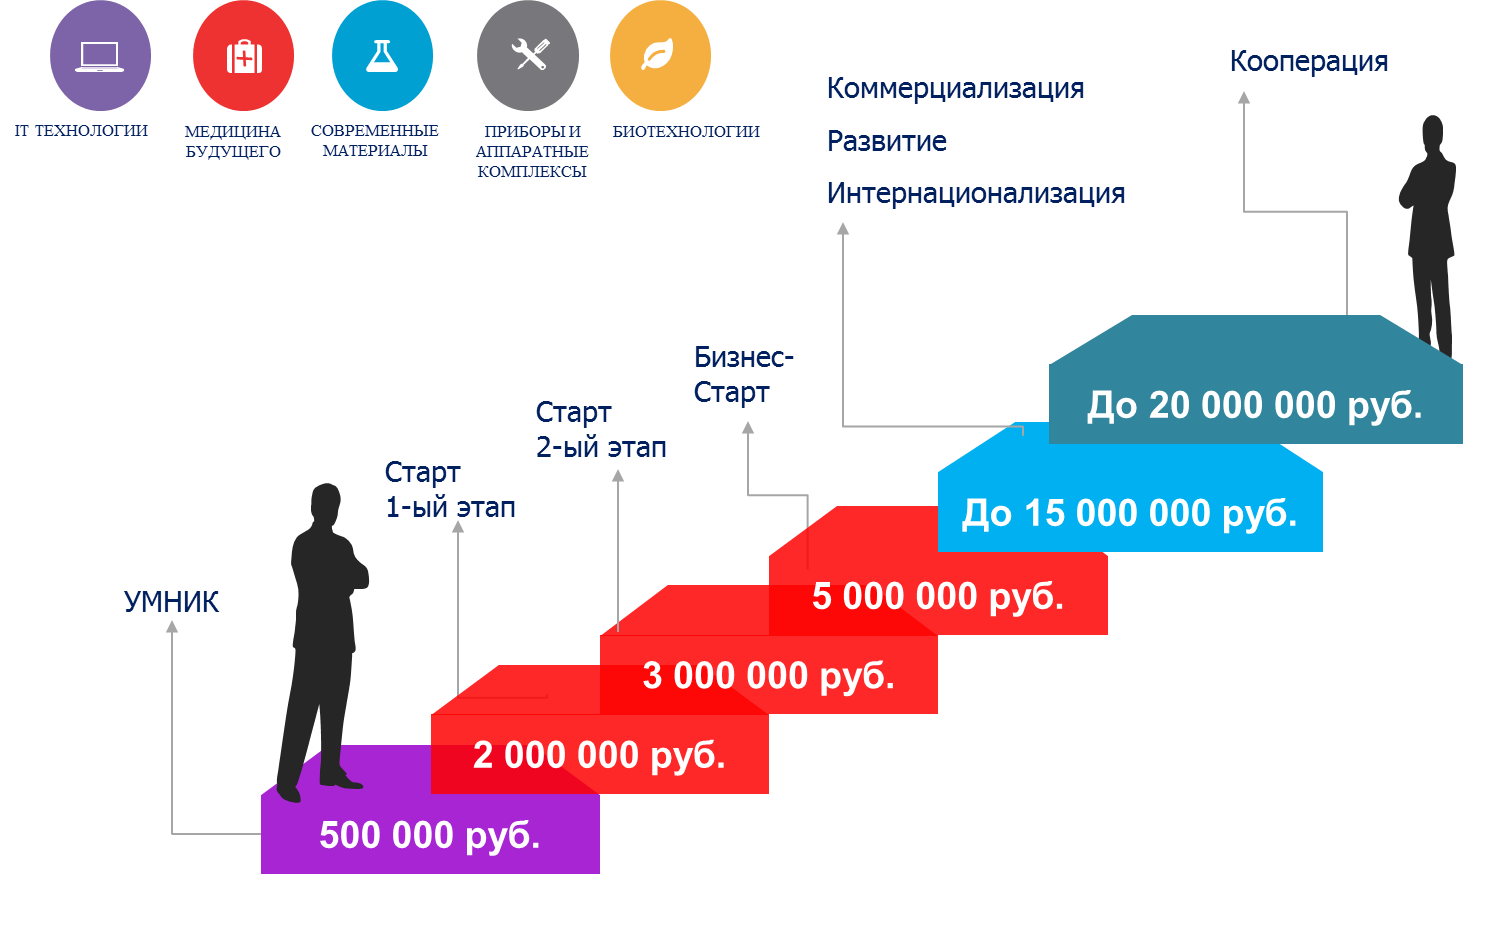 IT ТЕХНОЛОГИИ
МЕДИЦИНА
БУДУЩЕГО
СОВРЕМЕННЫЕ
МАТЕРИАЛЫ
ПРИБОРЫ И
АППАРАТНЫЕ
КОМПЛЕКСЫ
БИОТЕХНОЛОГИИ
Кооперация
Коммерциализация
Развитие
Интернационализация
Бизнес-
Старт
Старт
2-ый этап
Старт
1-ый этап
УМНИК
До 20 000 000 руб.
До 15 000 000 руб.
5 000 000 руб.
3 000 000 руб.
2 000 000 руб.
500 000 руб.